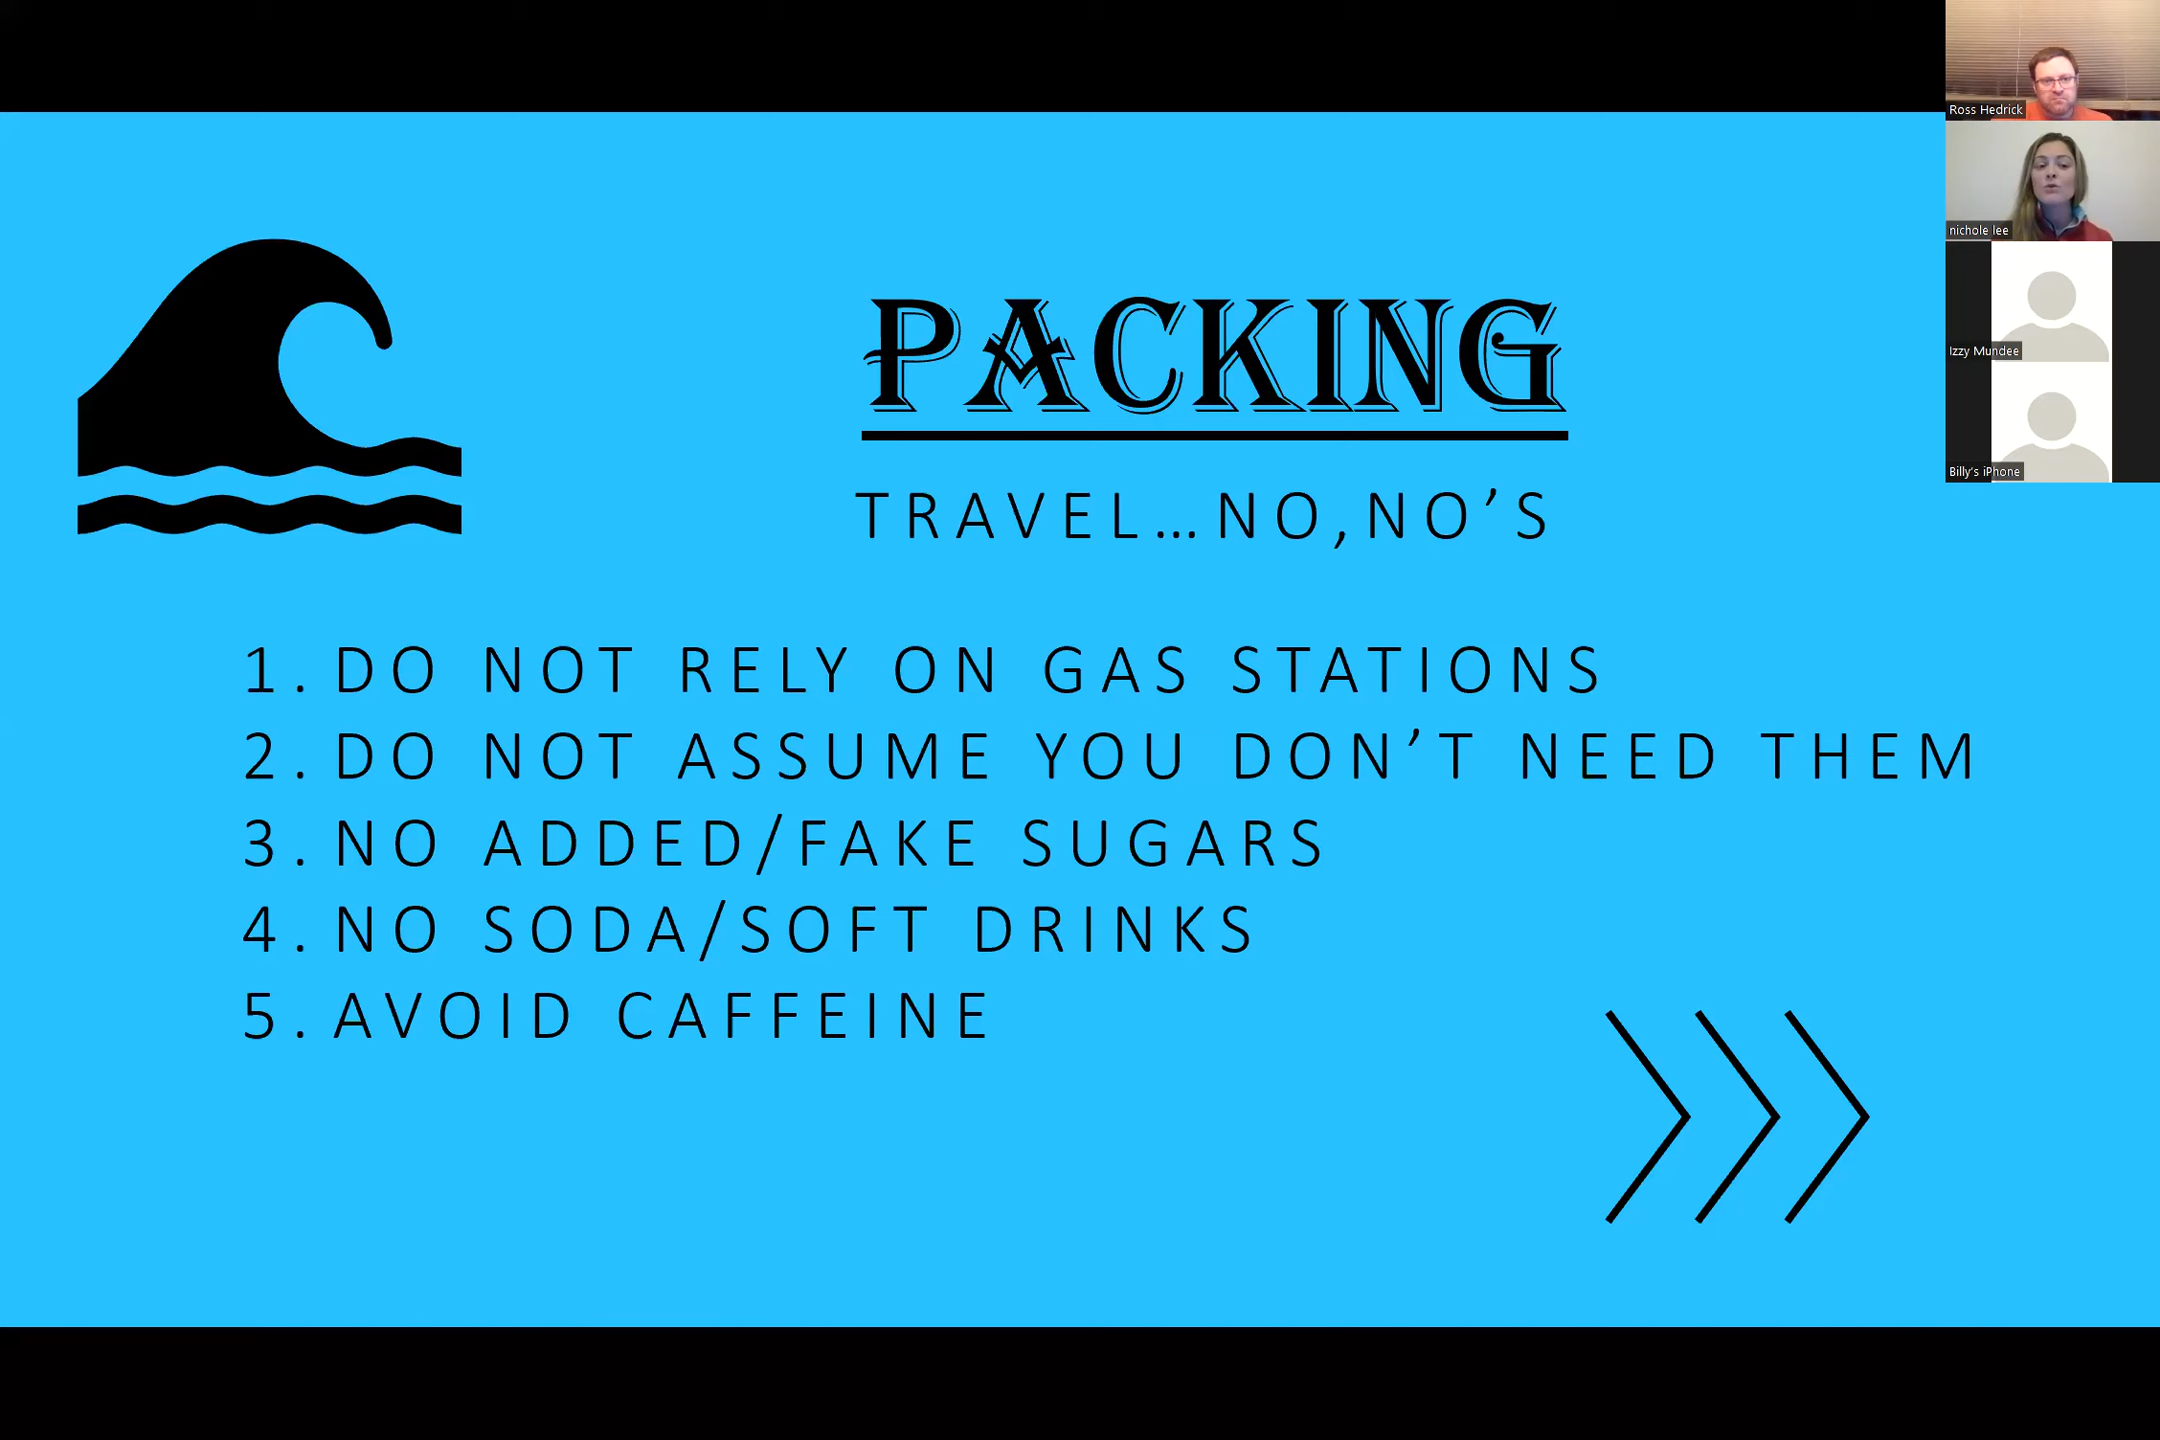 PACKING
TRAVEL...NO,NO’S
1. DO NOT RELY ON GAS STATIONS
2. DO NOT ASSUME YOU DON’T NEED THEM
3. NO ADDED/FAKE SUGARS
4. NO SODA/SOFT DRINKS
5. AVOID CAFFEINE
Ross Hedrick
nichole lee
Izzy Mundee
Billy's iPhone